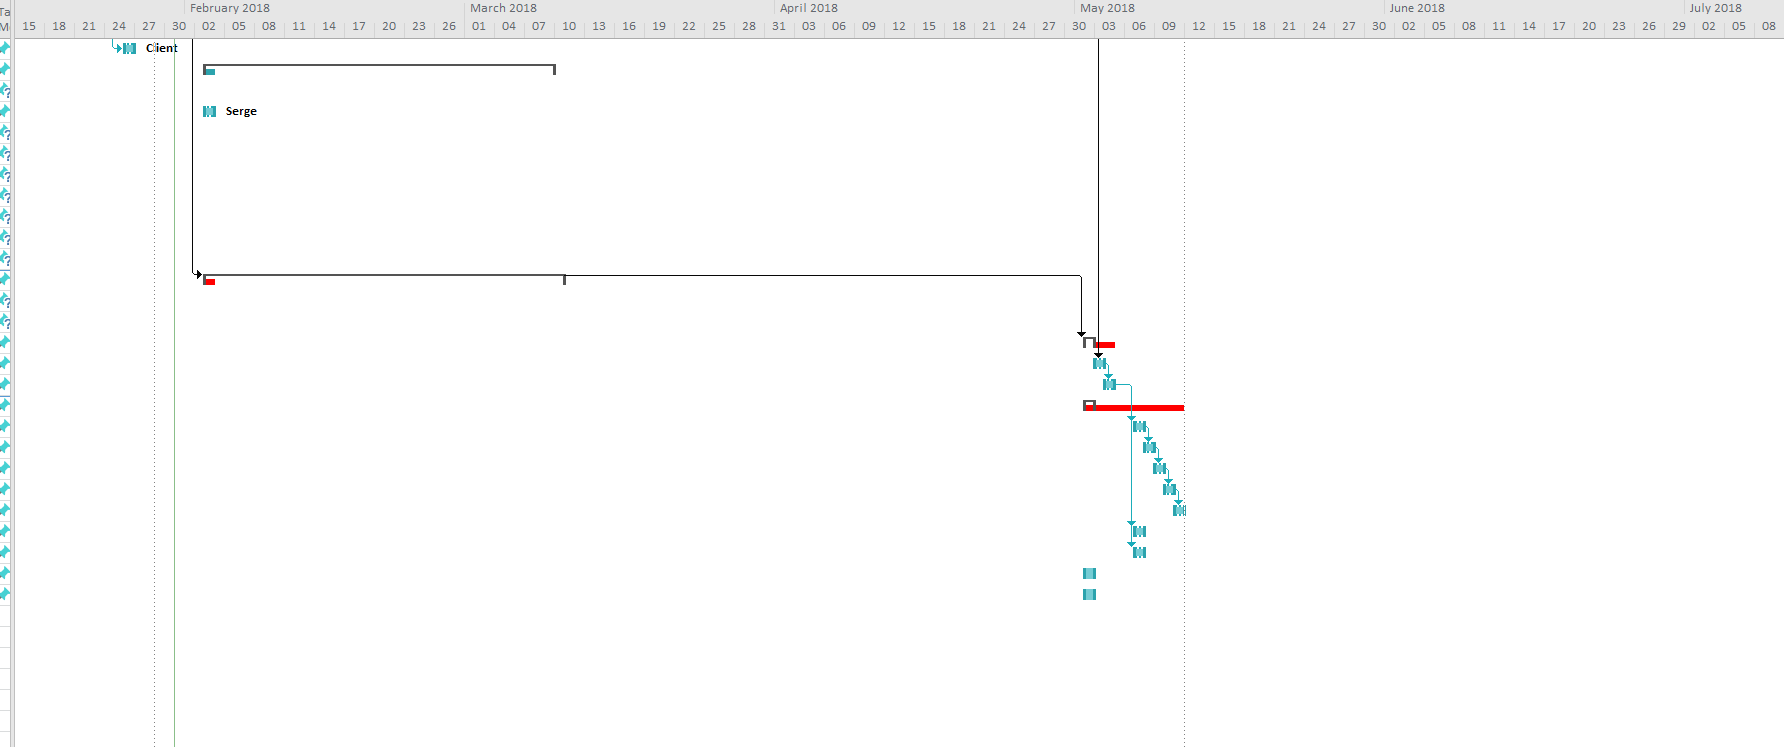 Ta February 2018 March 2018 April 2018 May 2018 June 2018 July 2018
15 18 21 24 27 30 02 05 08 11 14 17 20 23 26 01 04 07 10 13 16 19 22 25 28 31 03 06 09 12 15 18 21 24 27 30 03 06 09 12 15 18 21 24 27 30 02 05 08 11 14 17 20 23 26 29 02 05 08
Client
Serge